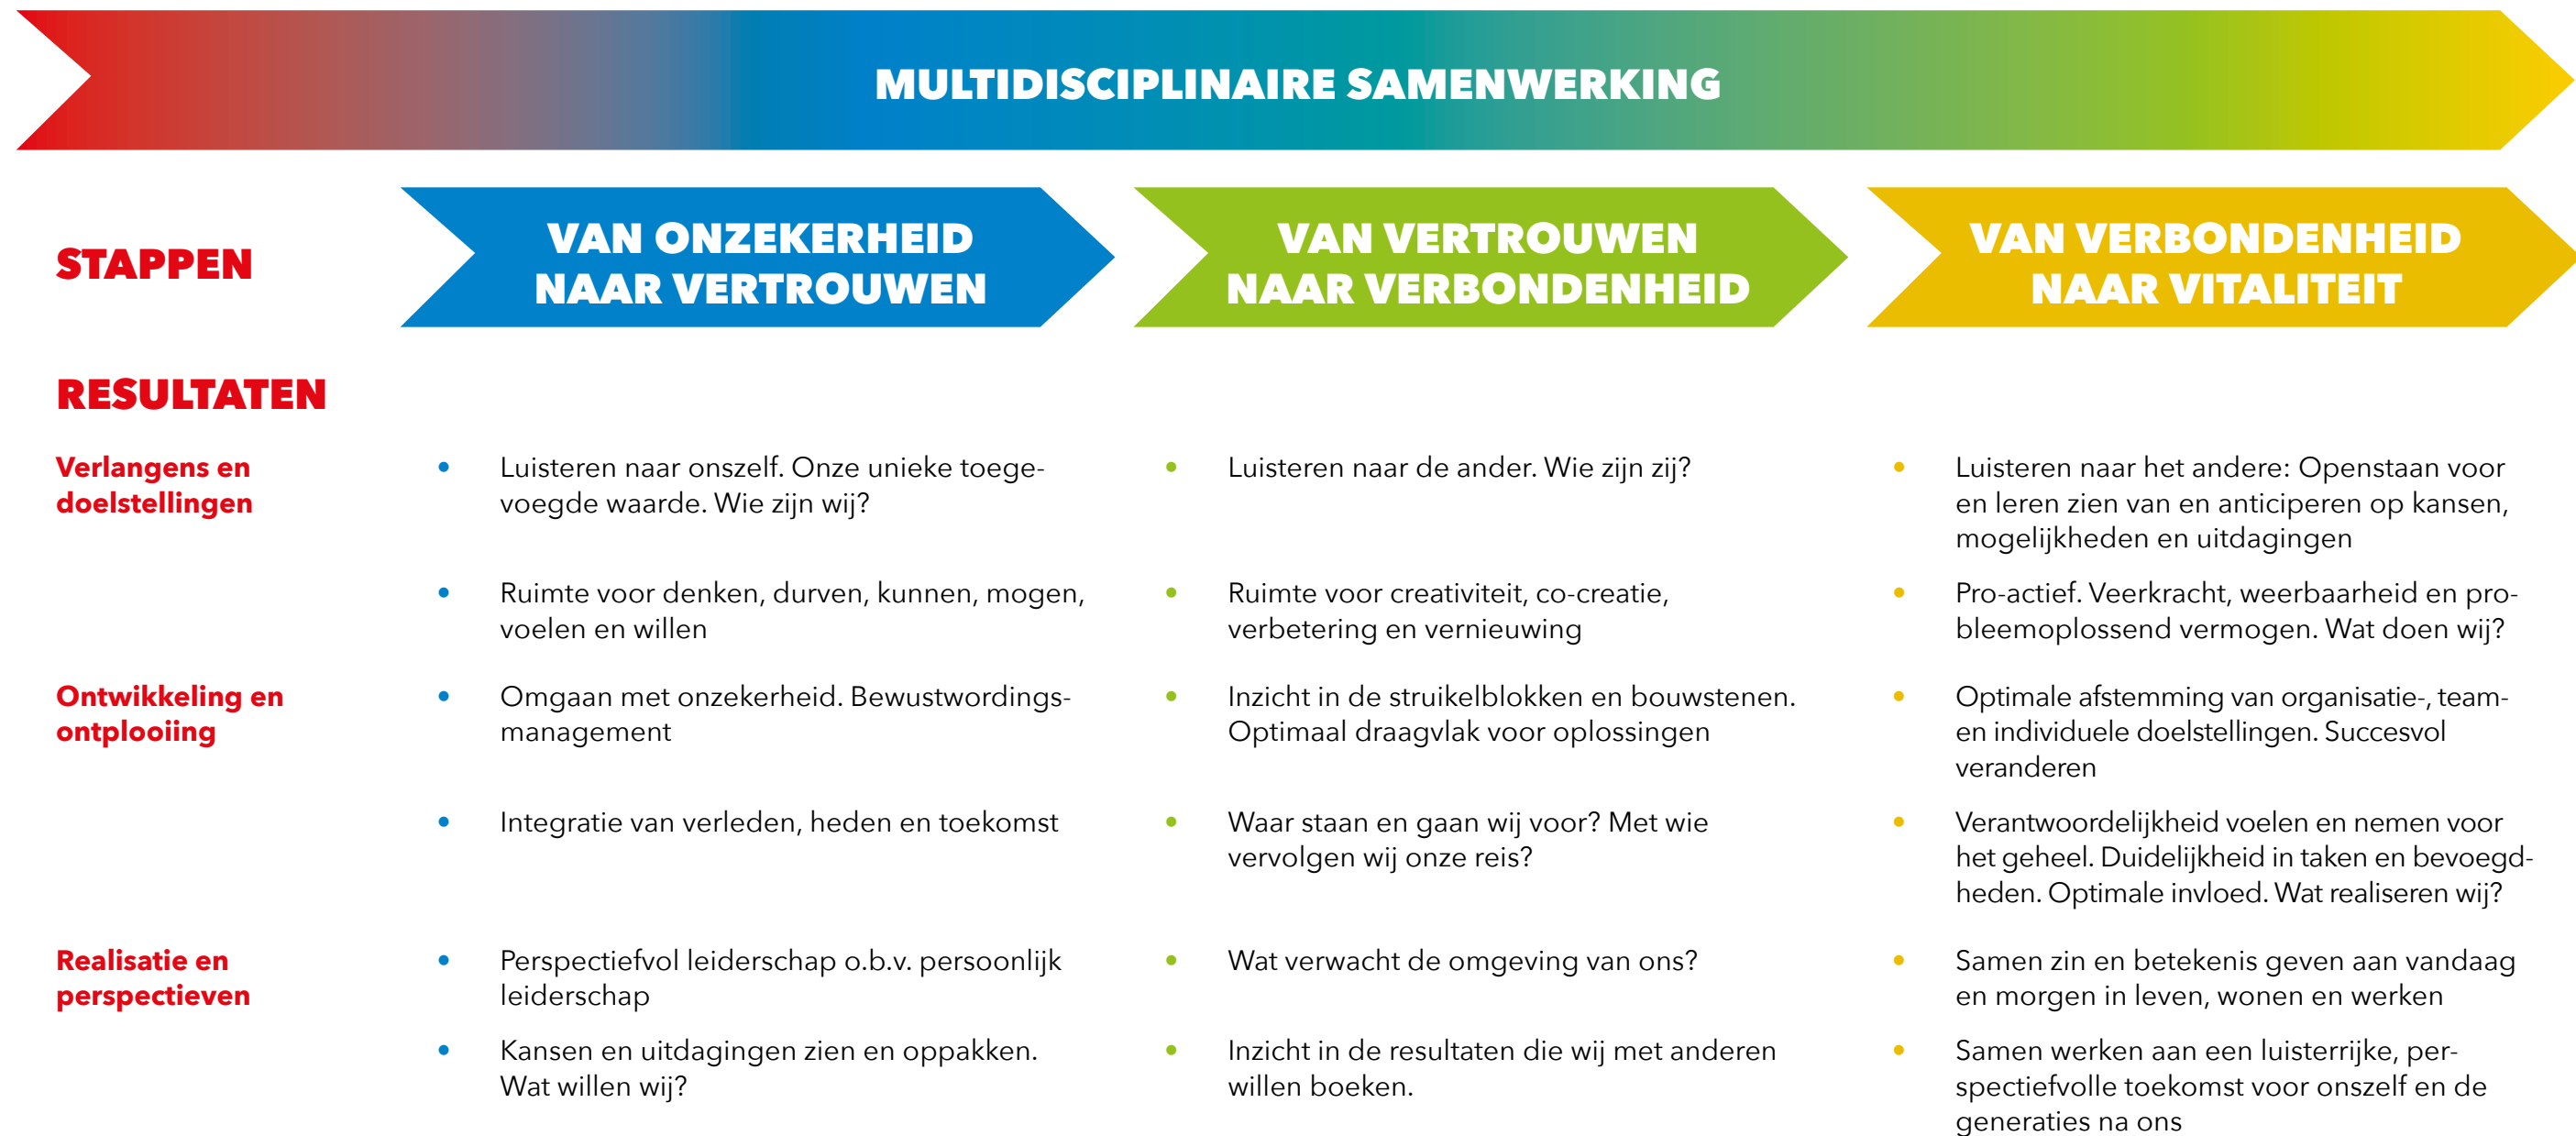 MULTIDISCIPLINAIRE SAMENWERKING
STAPPEN
VAN ONZEKERHEID
NAAR VERTROUWEN
VAN VERTROUWEN
NAAR VERBONDENHEID
VAN VERBONDENHEID
NAAR VITALITEIT
RESULTATEN
Verlangens en
doelstellingen
• Luisteren naar onszelf. Onze unieke toege-
voegde waarde. Wie zijn wij?
• Luisteren naar de ander. Wie zijn zij?
• Luisteren naar het andere: Openstaan voor
en leren zien van en anticiperen op kansen,
mogelijkheden en uitdagingen
• Ruimte voor denken, durven, kunnen, mogen,
voelen en willen
• Ruimte voor creativiteit, co-creatie,
verbetering en vernieuwing
• Pro-actief. Veerkracht, weerbaarheid en pro-
bleemoplossend vermogen. Wat doen wij?
Ontwikkeling en
ontplooiing
• Omgaan met onzekerheid. Bewustwordings-
management
• Inzicht in de struikelblokken en bouwstenen.
Optimaal draagvlak voor oplossingen
• Optimale afstemming van organisatie-, team-
en individuele doelstellingen. Succesvol
veranderen
• Integratie van verleden, heden en toekomst
• Waar staan en gaan wij voor? Met wie
vervolgen wij onze reis?
• Verantwoordelijkheid voelen en nemen voor
het geheel. Duidelijkheid in taken en bevoegd-
heden. Optimale invloed. Wat realiseren wij?
Realisatie en
perspectieven
• Perspectiefvol leiderschap o.b.v. persoonlijk
leiderschap
• Wat verwacht de omgeving van ons?
• Samen zin en betekenis geven aan vandaag
en morgen in leven, wonen en werken
• Kansen en uitdagingen zien en oppakken.
Wat willen wij?
• Inzicht in de resultaten die wij met anderen
willen boeken.
• Samen werken aan een luisterrijke, per-
spectiefvolle toekomst voor onszelf en de
generaties na ons